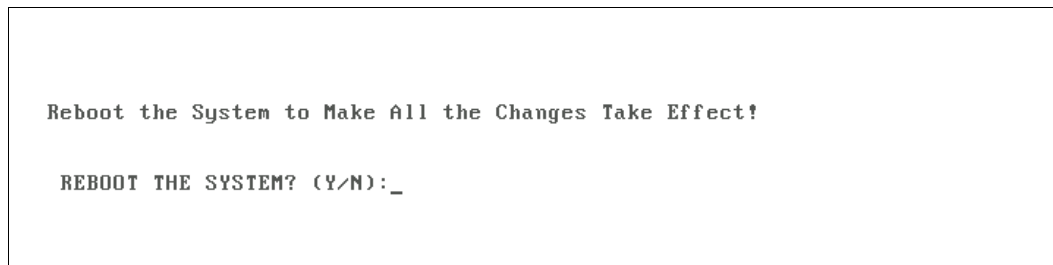 Reboot the System to Make All the Changes Take Effect!
REBOOT THE SYSTEM? (Y/N):_